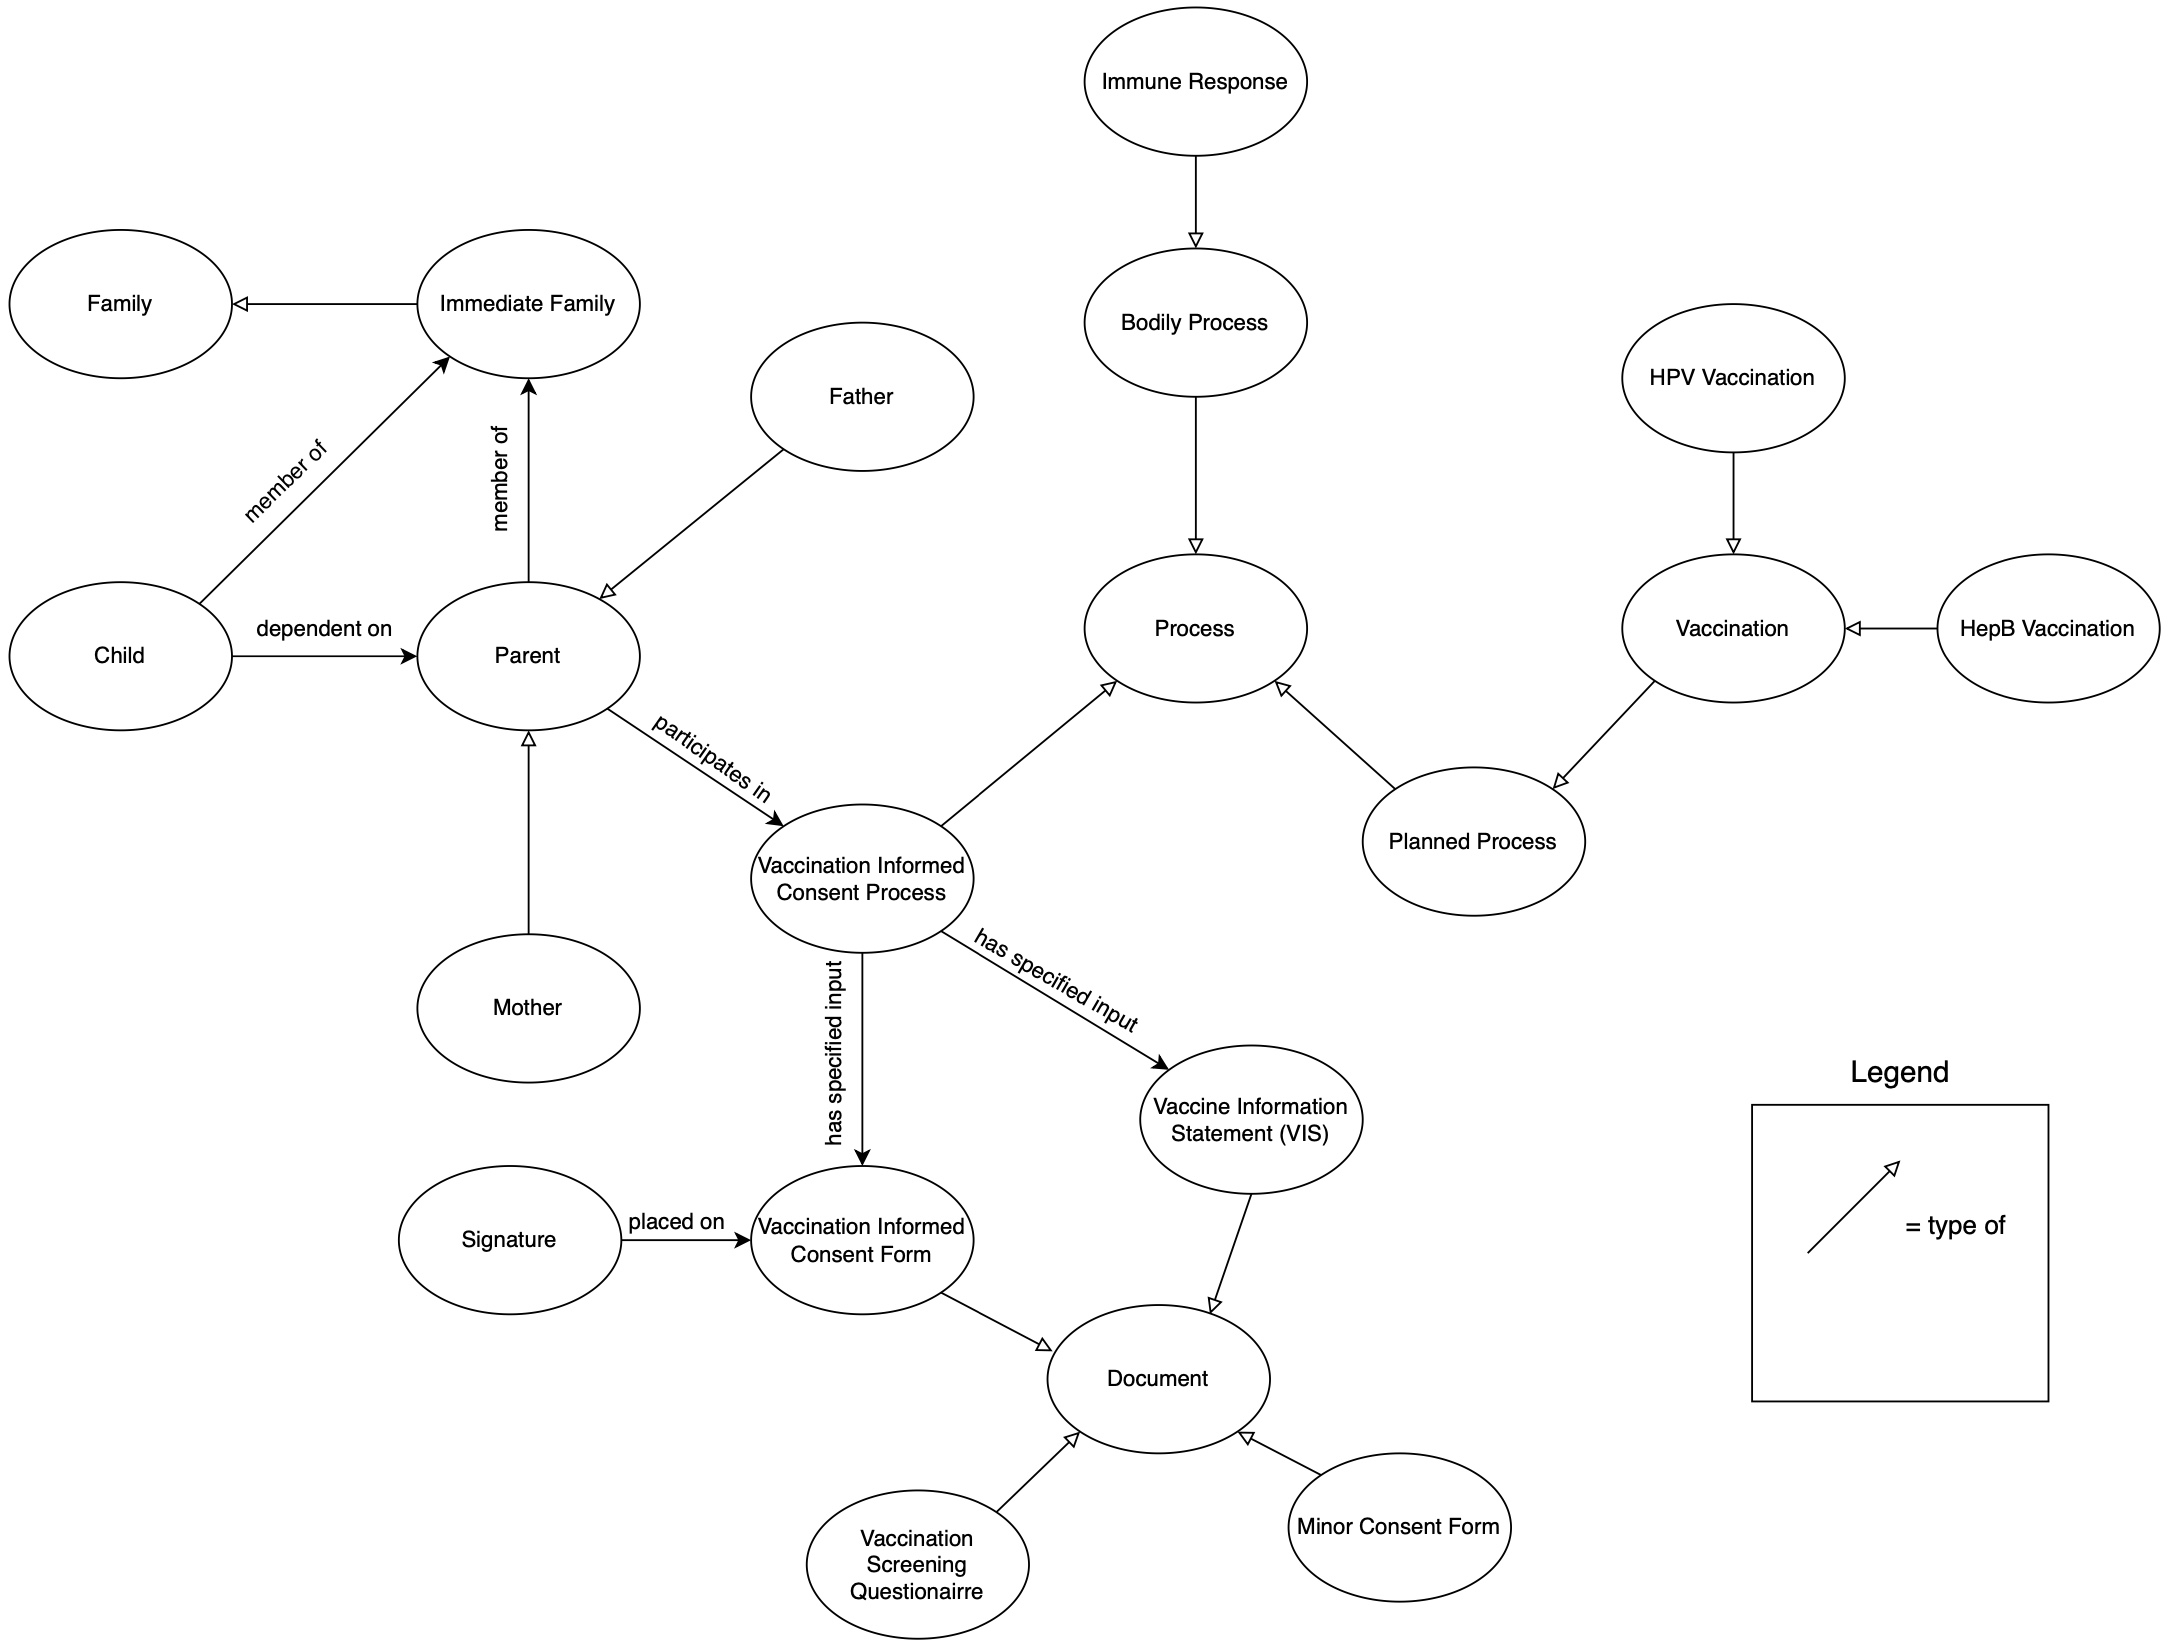 Immune Response
Family
Immediate Family
Bodily Process
Father
HPV Vaccination
member of
member of
Child
dependent on
Parent
Process
Vaccination
HepB Vaccination
participates in
Vaccination Informed
Consent Process
Planned Process
Mother
has specified input
has specified input
Vaccine Information
Statement (VIS)
Legend
= type of
Signature
placed on
Vaccination Informed
Consent Form
Document
Vaccination
Screening
Questionairre
Minor Consent Form